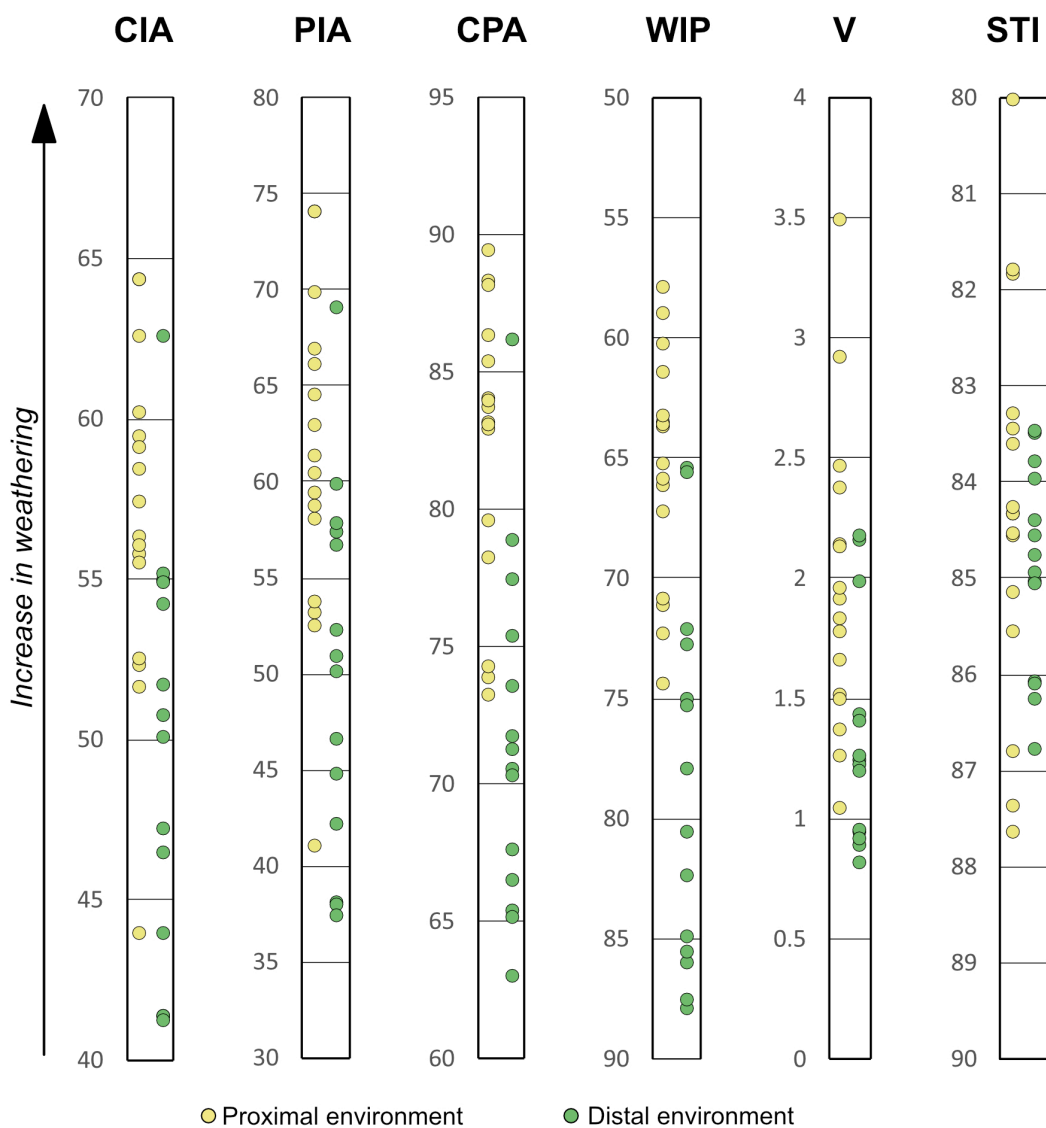 CIA PIA CPA WIP V STI
70 80 95 50 4 80
75 81
90 55 3.5
65 70 82
85 60 3 83
60 65
80 65 2.5 84
60
55 55 70 2 85
75
50 50 75 1.5 86
45 70 87
40 80 1 88
45 65
35 85 0.5 89
40 30 60 90 0 90
Increase in weathering
Proximal environment Distal environment